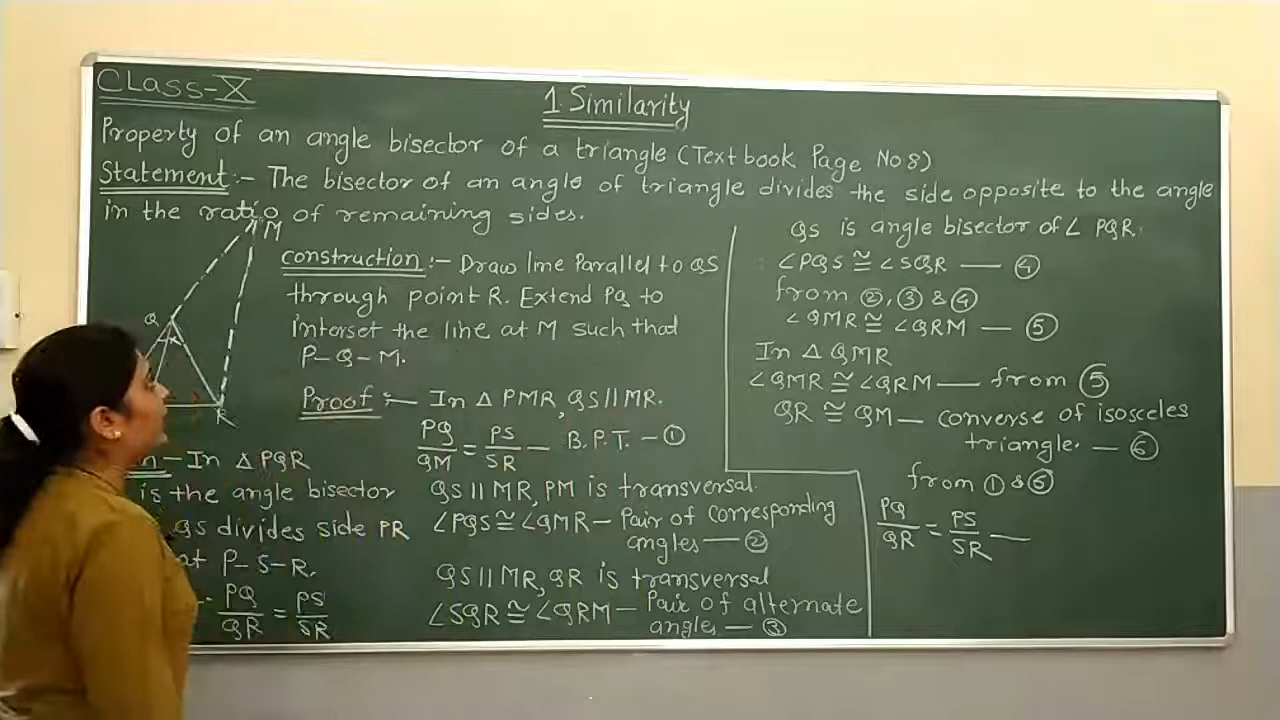 CLASS-X
1. Similarity
Property of an angle bisector of a triangle (Text book Page No 8)
Statement :- The bisector of an angle of triangle divides the side opposite to the angle
in the ratio of remaining sides.
M
Q
R
construction :- Draw line Parallel to QS
through point R. Extend PQ to
interset the line at M such that
P-Q-M.
n - In Δ PQR
is the angle bisector
QS divides side PR
at P-S-R.
PQ/QR = PS/SR
Proof :- In Δ PMR, QS || MR.
PQ/QM = PS/SR — B.P.T. — ①
QS || MR, PM is transversal.
∠PQS ≅ ∠QMR — Pair of corresponding
angles — ②
QS || MR, QR is transversal
∠SQR ≅ ∠QRM — Pair of alternate
angles — ③
QS is angle bisector of ∠ PQR.
∠PQS ≅ ∠SQR — ④
from ②, ③ & ④
∠QMR ≅ ∠QRM — ⑤
In Δ QMR
∠QMR ≅ ∠QRM — from ⑤
QR ≅ QM — converse of isosceles
triangle. — ⑥
from ① &
PQ/QR = PS/SR —